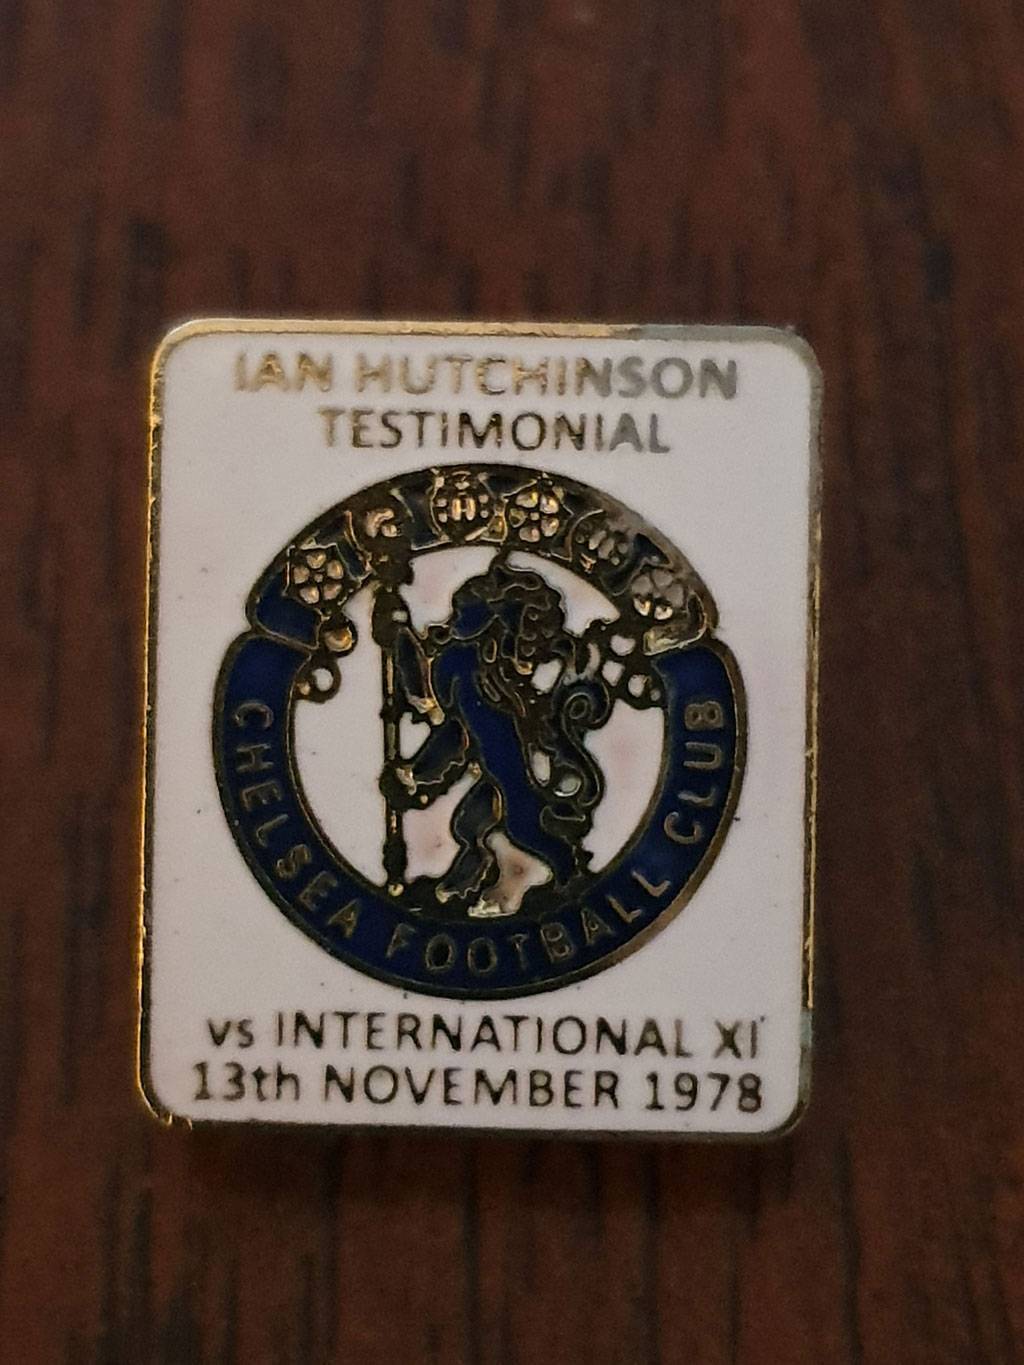 IAN HUTCHINSON
TESTIMONIAL
CHELSEA FOOTBALL CLUB
vs INTERNATIONAL XI
13th NOVEMBER 1978